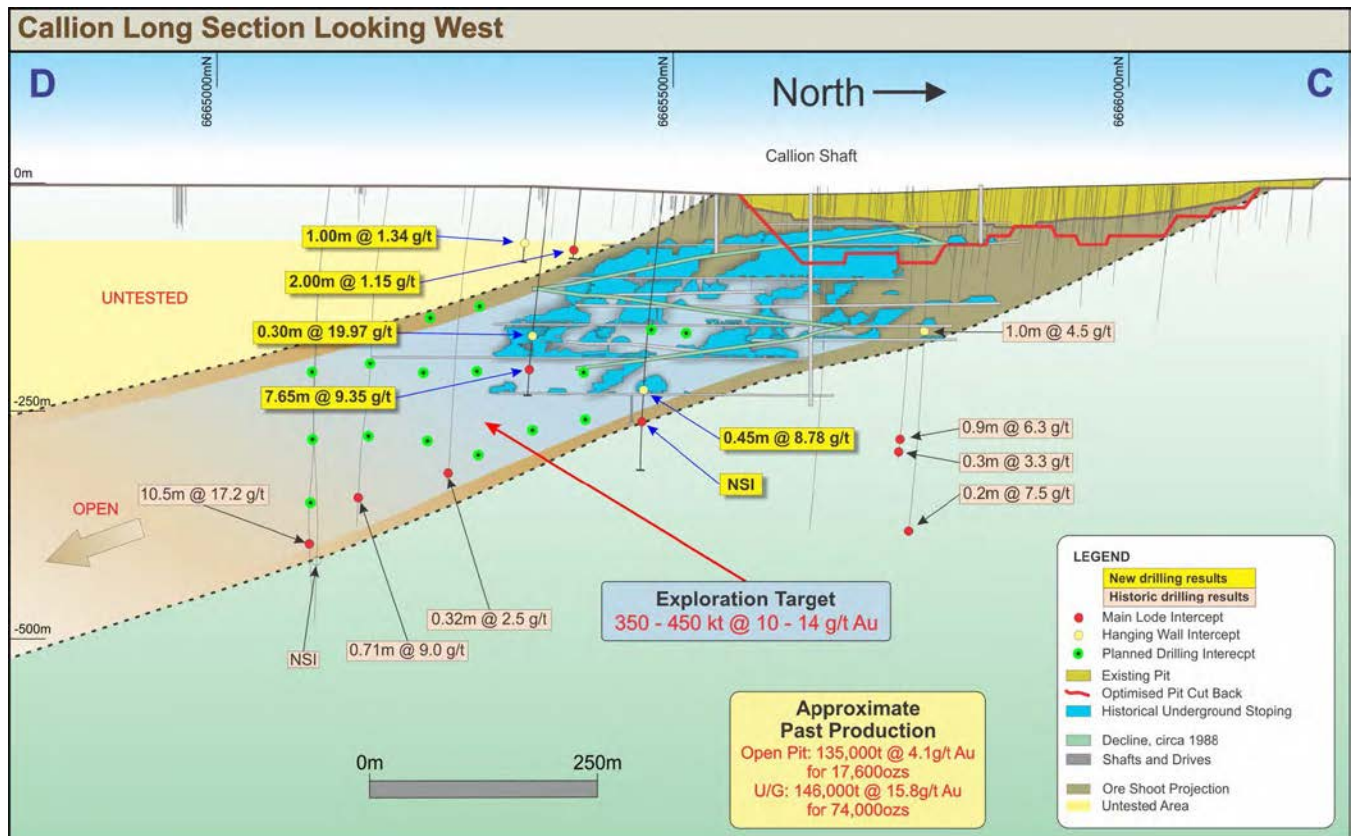 Callion Long Section Looking West
D
6665000mN
6665500mN
6666000mN
C
North
Callion Shaft
0m
1.00m @ 1.34 g/t
2.00m @ 1.15 g/t
UNTESTED
0.30m @ 19.97 g/t
1.0m @ 4.5 g/t
7.65m @ 9.35 g/t
-250m
0.45m @ 8.78 g/t
0.9m @ 6.3 g/t
0.3m @ 3.3 g/t
NSI
10.5m @ 17.2 g/t
0.2m @ 7.5 g/t
OPEN
Exploration Target
350 - 450 kt @ 10 - 14 g/t Au
0.32m @ 2.5 g/t
-500m
0.71m @ 9.0 g/t
NSI
LEGEND
New drilling results
Historic drilling results
Main Lode Intercept
Hanging Wall Intercept
Planned Drilling Interecpt
Existing Pit
Optimised Pit Cut Back
Historical Underground Stoping
Decline, circa 1988
Shafts and Drives
Ore Shoot Projection
Untested Area
Approximate
Past Production
Open Pit: 135,000t @ 4.1g/t Au
for 17,600ozs
U/G: 146,000t @ 15.8g/t Au
for 74,000ozs
0m
250m